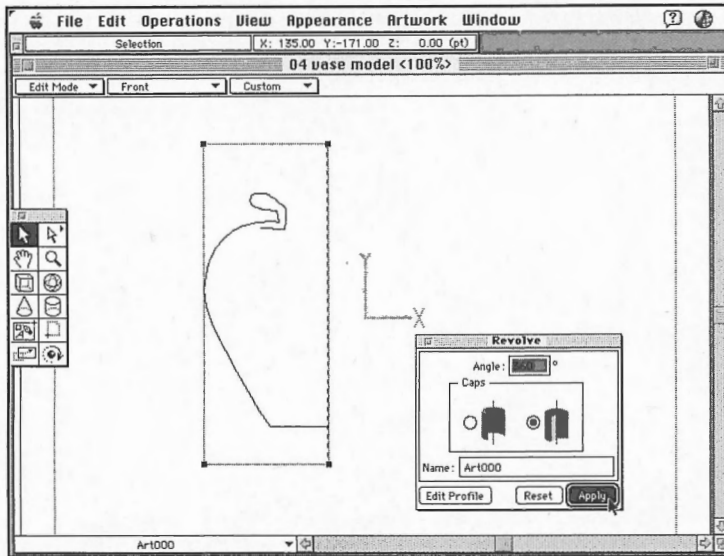 File Edit Operations View Appearance Artwork Window
Selection X: 135.00 Y:-171.00 Z: 0.00 (pt)
04 vase model <100%>
Edit Mode Front Custom
Y
X
Revolve
Angle: 360 °
Caps
Name: Art000
Edit Profile Reset Apply
Art000